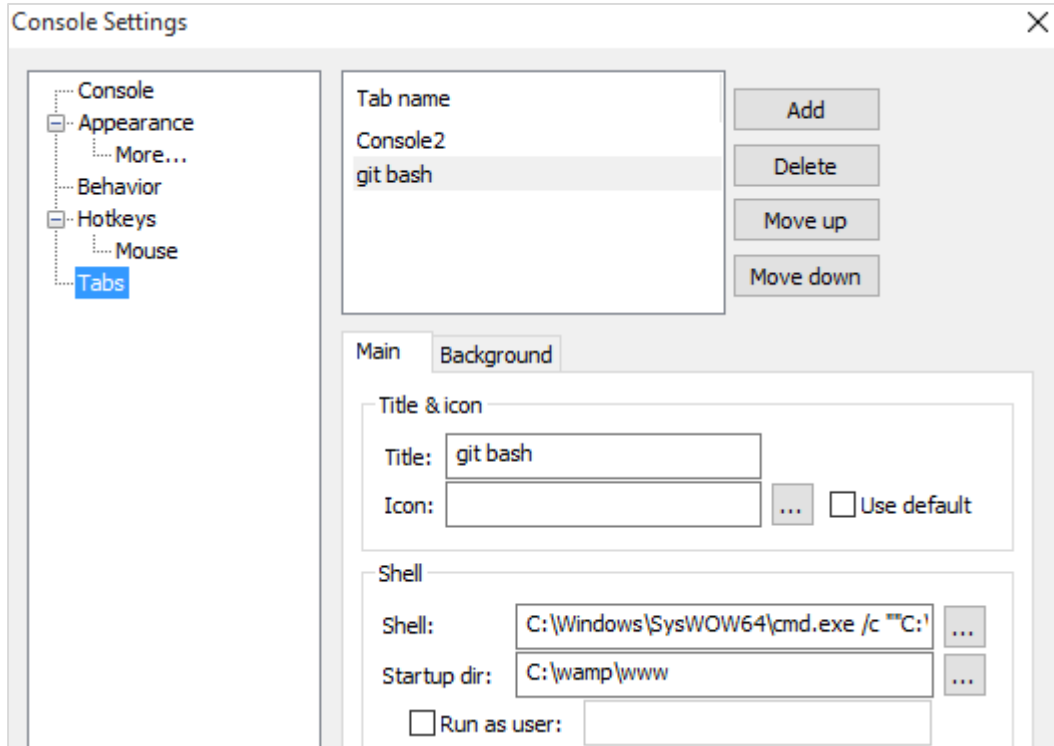 Console Settings
Console
Appearance
More...
Behavior
Hotkeys
Mouse
Tabs
Tab name
Console2
git bash
Add
Delete
Move up
Move down
Main
Background
Title & icon
Title:
git bash
Icon:
...
Use default
Shell
Shell:
C:\Windows\SysWOW64\cmd.exe /c ""C:\
...
Startup dir:
C:\wamp\www
...
Run as user: